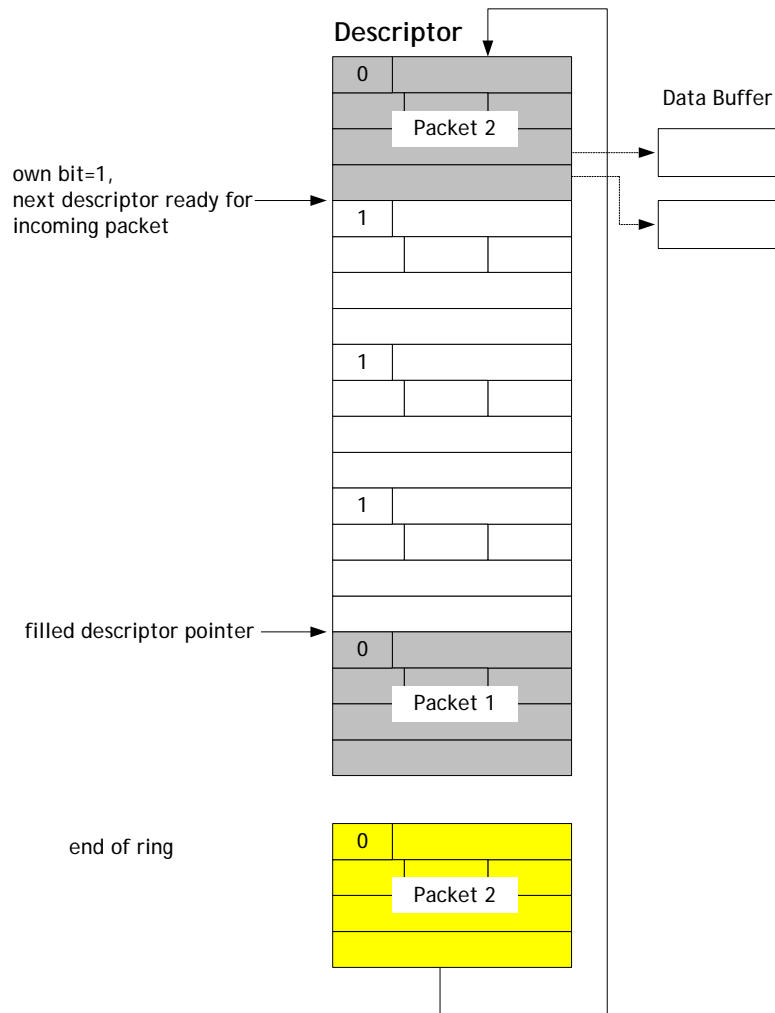 Descriptor
0
Data Buffer
Packet 2
own bit=1,
next descriptor ready for
incoming packet
1
1
1
filled descriptor pointer
0
Packet 1
end of ring
0
Packet 2